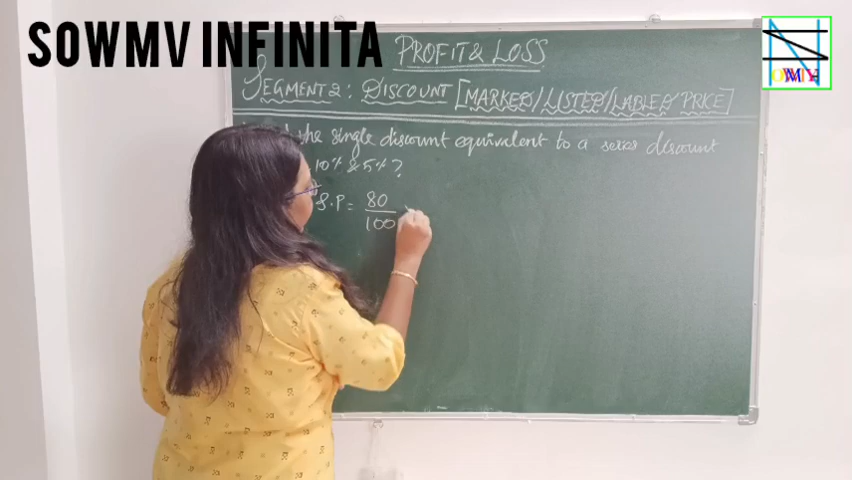 SOWMV INFINITA
PROFIT & LOSS
SEGMENT 2 : DISCOUNT [MARKED/LISTED/LABLED PRICE]
the single discount equivalent to a series discount
10% & 5% ?
S.P = 80
100